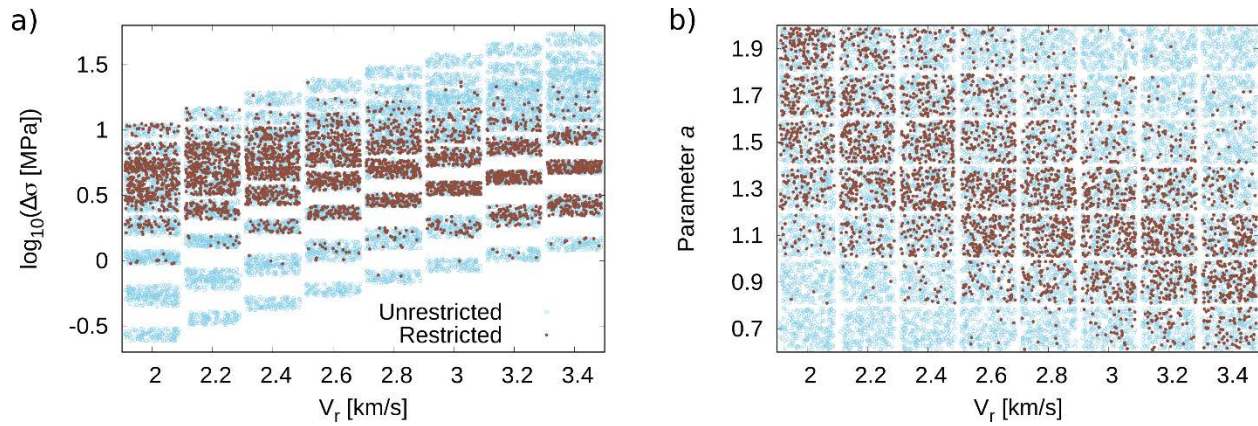 a)
log₁₀(Δσ [MPa])
1.5
1
0.5
0
-0.5
Unrestricted
Restricted
2 2.2 2.4 2.6 2.8 3 3.2 3.4
Vᵣ [km/s]
b)
Parameter a
1.9
1.7
1.5
1.3
1.1
0.9
0.7
2 2.2 2.4 2.6 2.8 3 3.2 3.4
Vᵣ [km/s]